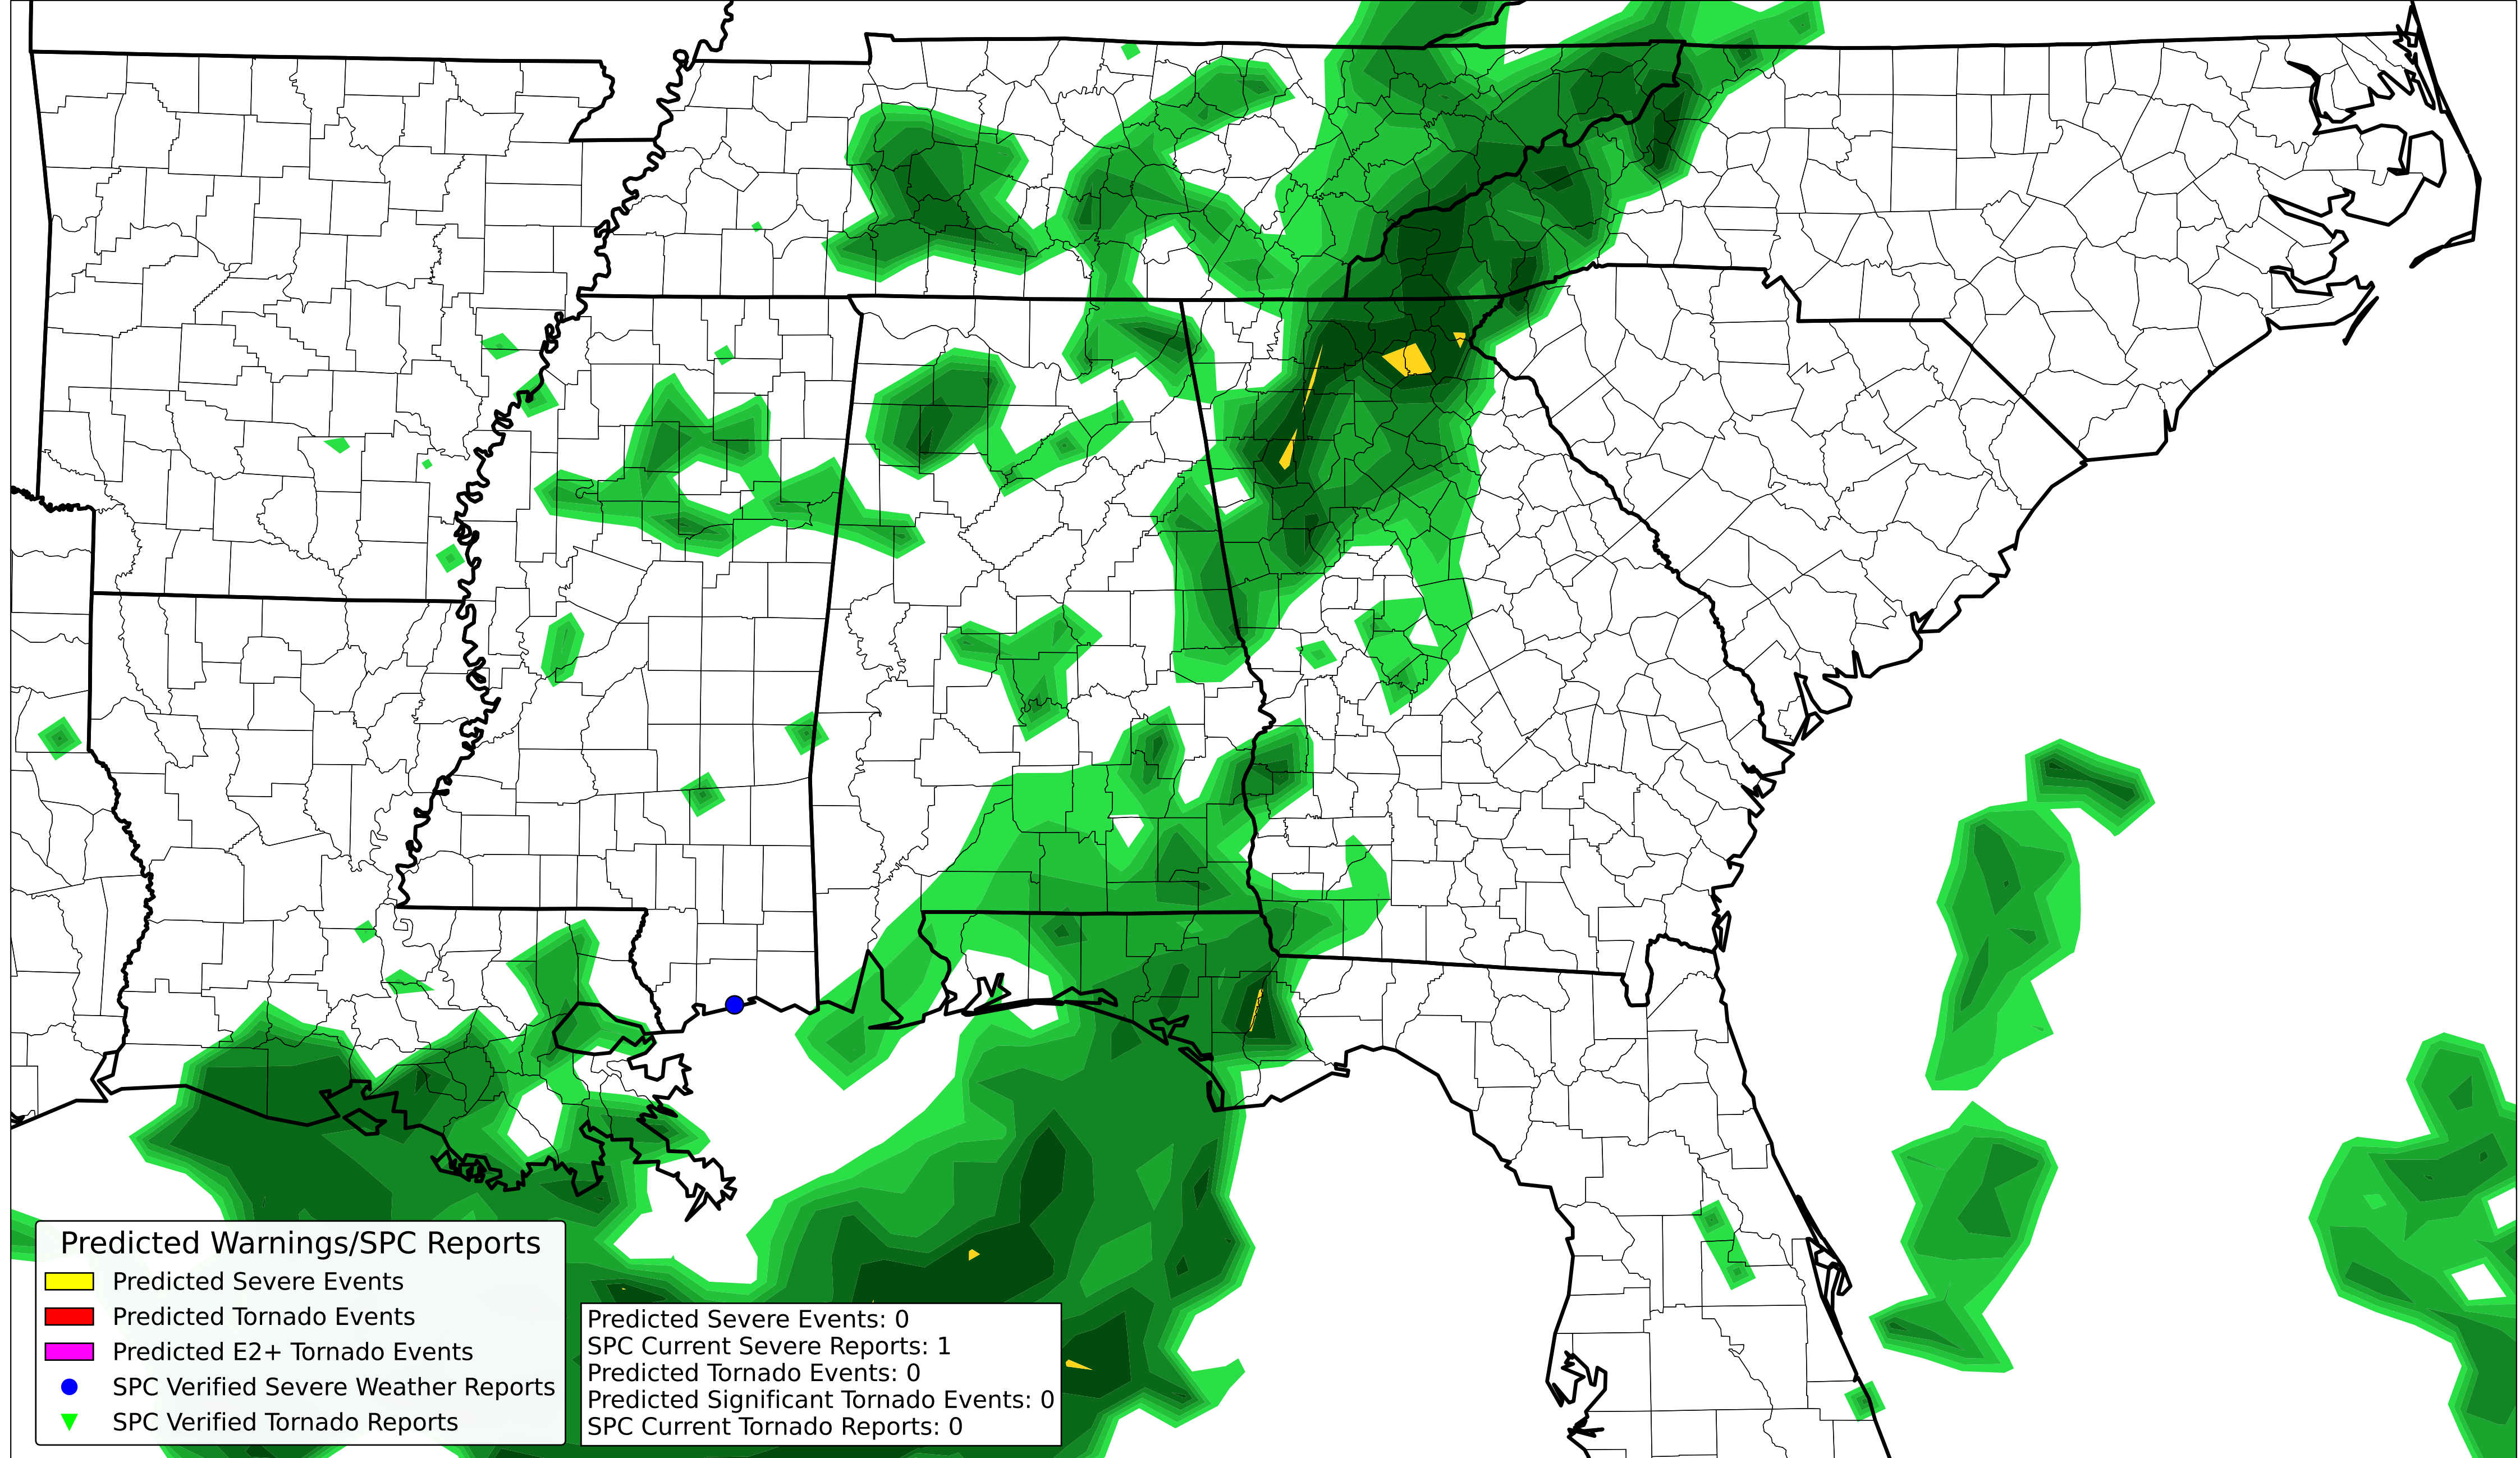 Predicted Warnings/SPC Reports
Predicted Severe Events
Predicted Tornado Events
Predicted E2+ Tornado Events
SPC Verified Severe Weather Reports
SPC Verified Tornado Reports
Predicted Severe Events: 0
SPC Current Severe Reports: 1
Predicted Tornado Events: 0
Predicted Significant Tornado Events: 0
SPC Current Tornado Reports: 0